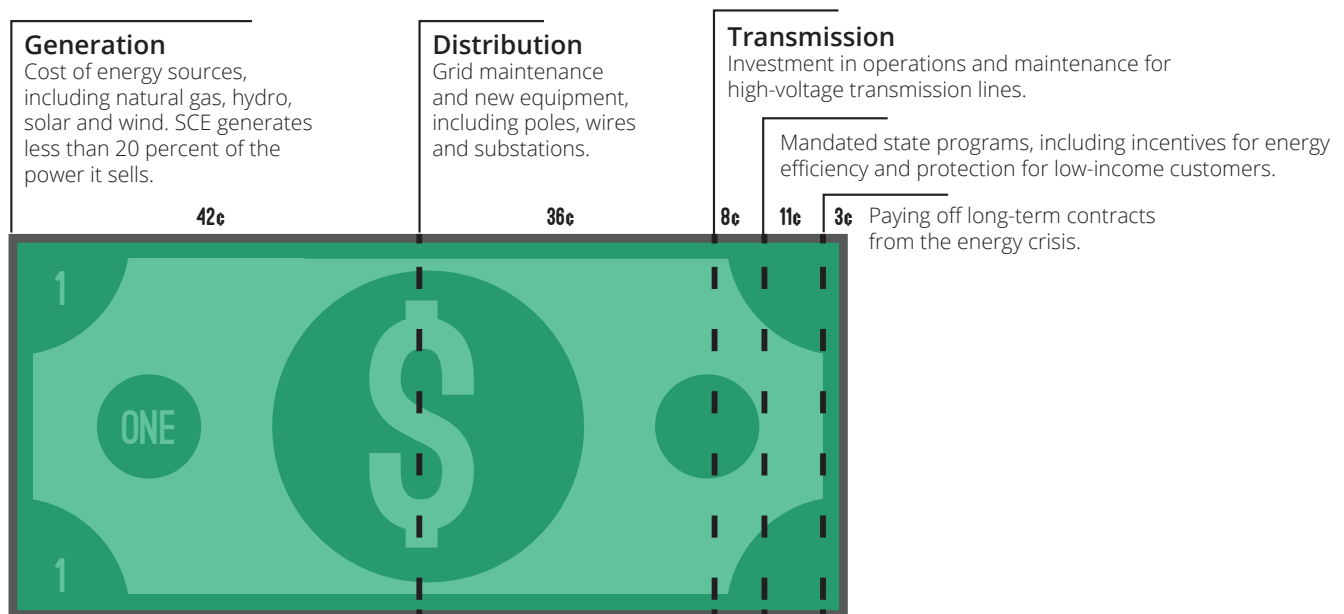 Generation
Cost of energy sources,
including natural gas, hydro,
solar and wind. SCE generates
less than 20 percent of the
power it sells.
Distribution
Grid maintenance
and new equipment,
including poles, wires
and substations.
Transmission
Investment in operations and maintenance for
high-voltage transmission lines.
Mandated state programs, including incentives for energy
efficiency and protection for low-income customers.
42¢
36¢
8¢
11¢
3¢
Paying off long-term contracts
from the energy crisis.
1
ONE
$
1